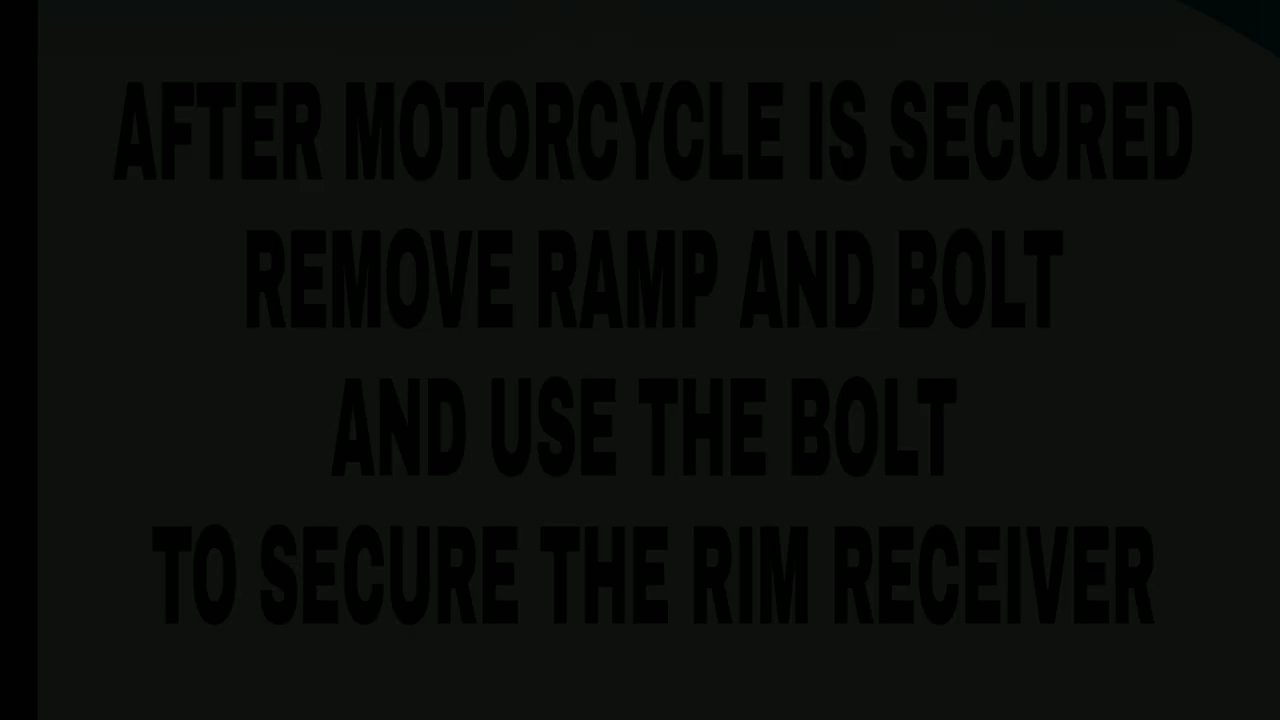 AFTER MOTORCYCLE IS SECURED
REMOVE RAMP AND BOLT
AND USE THE BOLT
TO SECURE THE RIM RECEIVER